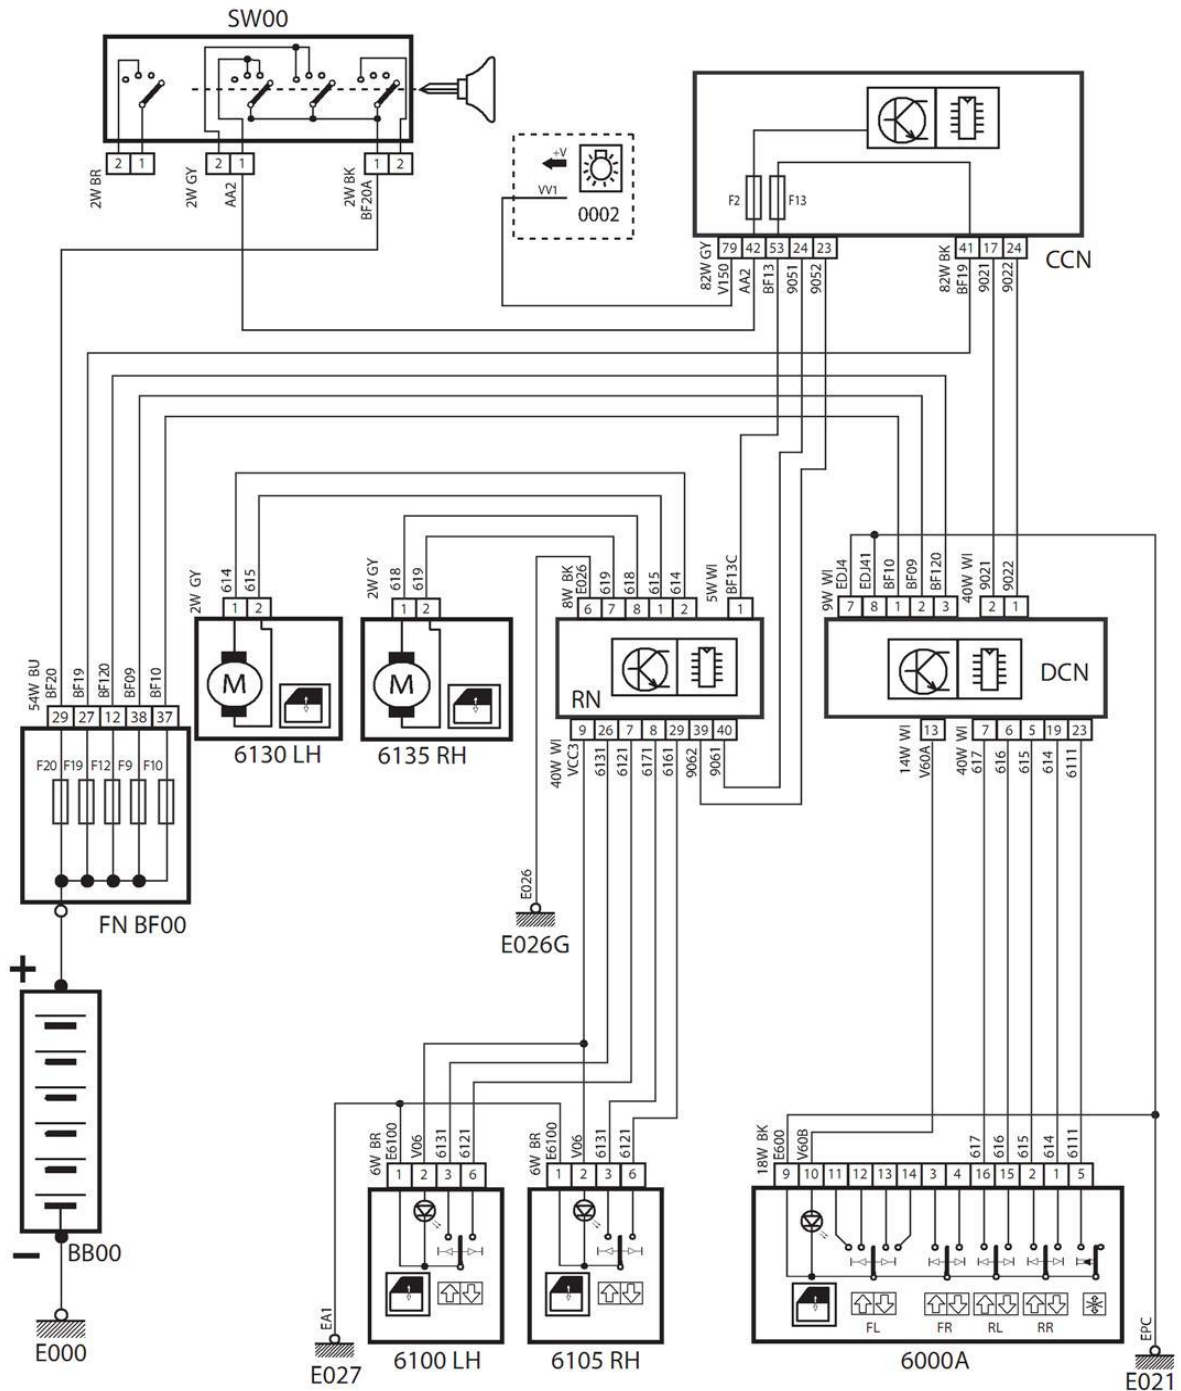 SW00
2 1
2 1
1 2
2W BR
2W GY
AA2
2W BK
BF20A
+V
VV1
0002
F2
F13
79 42 53 24 23
41 17 24
CCN
82W GY
V150
AA2
BF13
9051
9052
82W BK
BF19
9021
9022
2W GY
614
615
2W GY
618
619
8W BK
E026
619
618
615
614
5W WI
BF13C
9W WI
EDJ4
EDJ41
BF10
BF09
BF120
40W WI
9021
9022
1 2
1 2
6 7 8 1 2
1
7 8 1 2 3
2 1
54W BU
BF20
BF19
BF120
BF09
BF10
29 27 12 38 37
M
M
RN
DCN
6130 LH
6135 RH
9 26 7 8 29 39 40
13
7 6 5 19 23
F20 F19 F12 F9 F10
40W WI
VCC3
6131
6121
6171
6161
9062
9061
14W WI
V60A
40W WI
617
616
615
614
6111
FN BF00
E026
E026G
+
BB00
–
E000
6W BR
E6100
V06
6131
6121
6W BR
E6100
V06
6131
6121
18W BK
E600
V60B
617
616
615
614
6111
1 2 3 6
1 2 3 6
9 10 11 12 13 14 3 4 16 15 2 1 5
FL FR RL RR
EA1
E027
6100 LH
6105 RH
6000A
EPC
E021